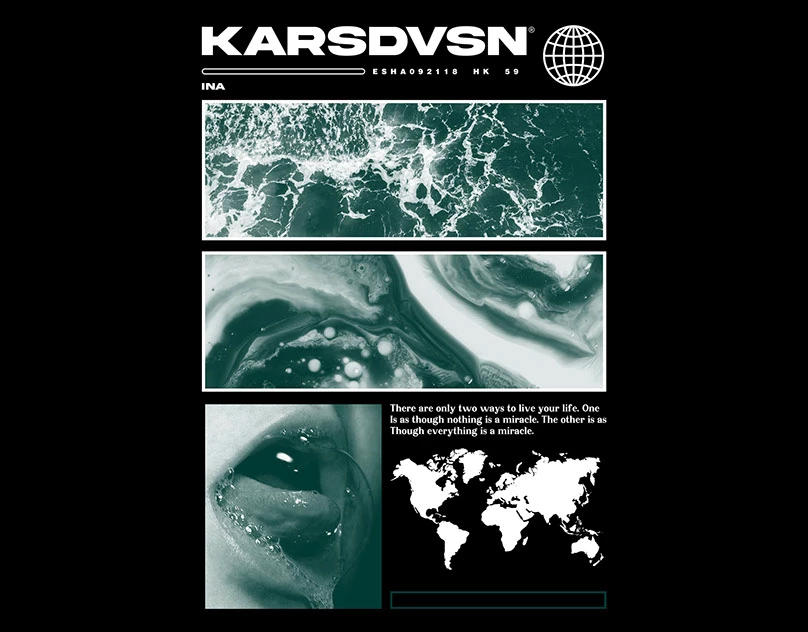 KARSDVSN®
ESHA092118 HK 59
INA
There are only two ways to live your life. One
Is as though nothing is a miracle. The other is as
Though everything is a miracle.